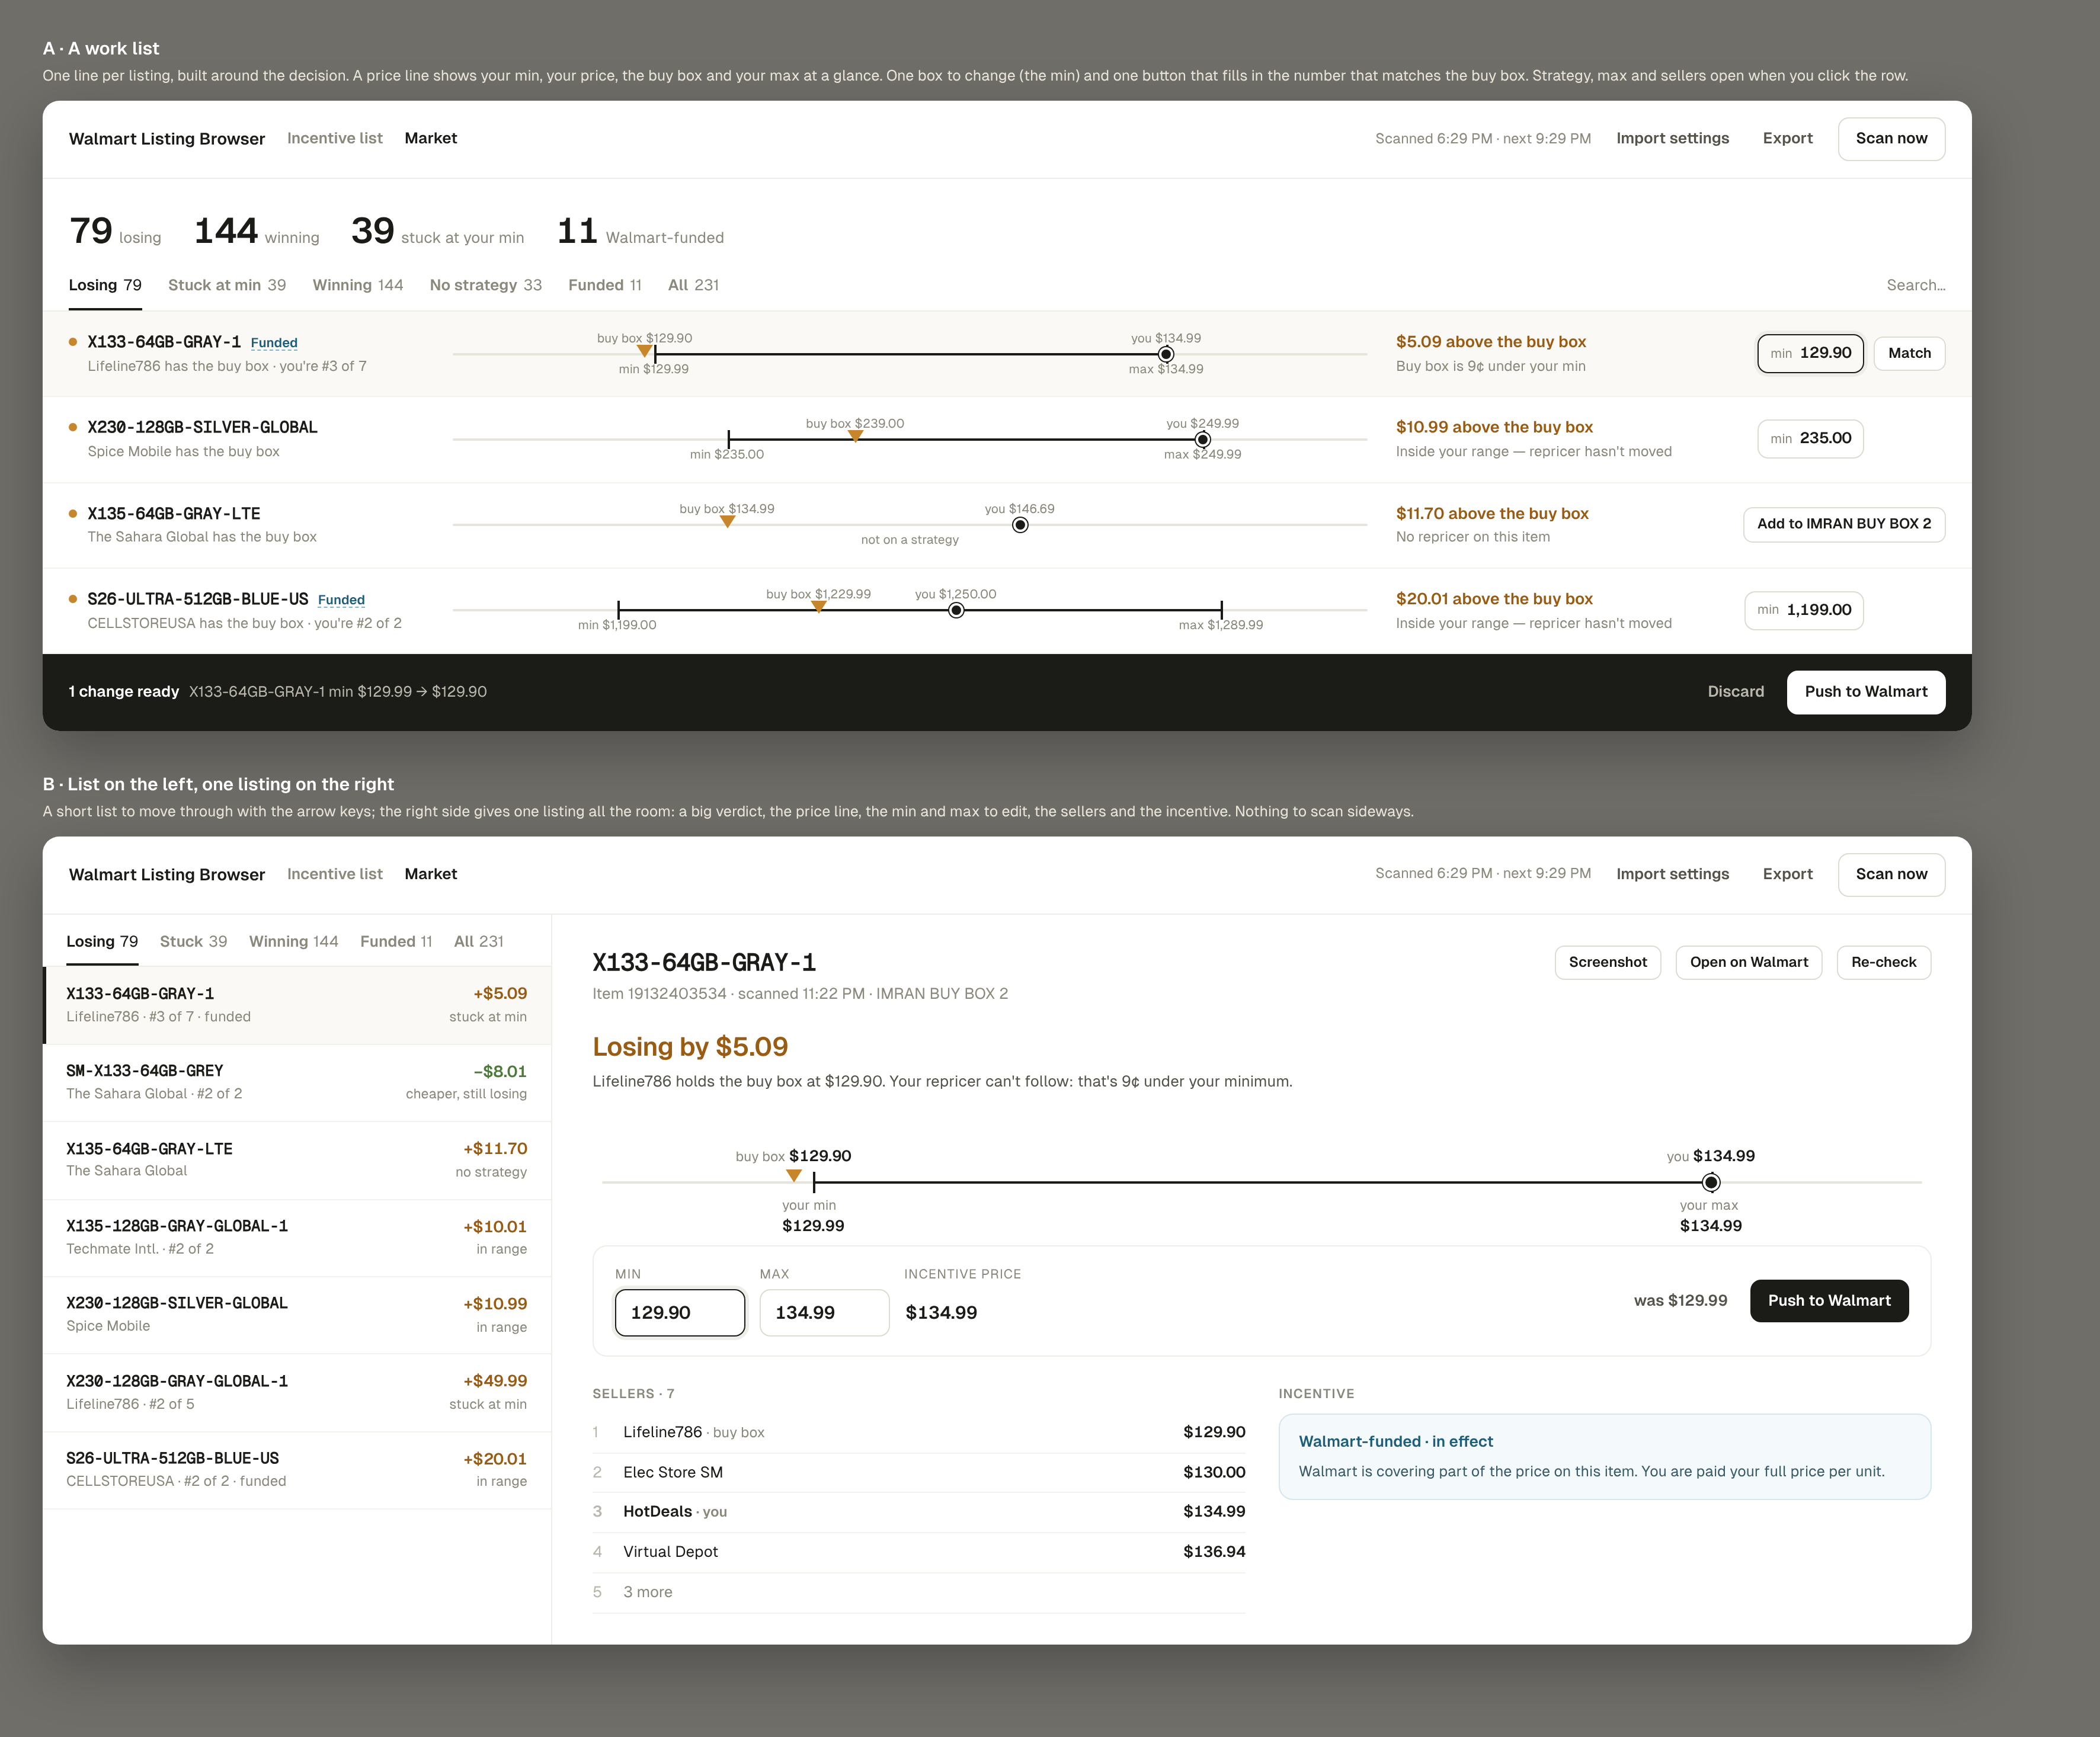 A · A work list
One line per listing, built around the decision. A price line shows your min, your price, the buy box and your max at a glance. One box to change (the min) and one button that fills in the number that matches the buy box. Strategy, max and sellers open when you click the row.
Walmart Listing Browser Incentive list Market Scanned 6:29 PM · next 9:29 PM Import settings Export Scan now
79 losing 144 winning 39 stuck at your min 11 Walmart-funded
Losing 79 Stuck at min 39 Winning 144 No strategy 33 Funded 11 All 231 Search…
X133-64GB-GRAY-1 Funded
Lifeline786 has the buy box · you're #3 of 7
buy box $129.90 you $134.99
min $129.99 max $134.99
$5.09 above the buy box
Buy box is 9¢ under your min
min 129.90 Match
X230-128GB-SILVER-GLOBAL
Spice Mobile has the buy box
buy box $239.00 you $249.99
min $235.00 max $249.99
$10.99 above the buy box
Inside your range — repricer hasn't moved
min 235.00
X135-64GB-GRAY-LTE
The Sahara Global has the buy box
buy box $134.99 you $146.69
not on a strategy
$11.70 above the buy box
No repricer on this item
Add to IMRAN BUY BOX 2
S26-ULTRA-512GB-BLUE-US Funded
CELLSTOREUSA has the buy box · you're #2 of 2
buy box $1,229.99 you $1,250.00
min $1,199.00 max $1,289.99
$20.01 above the buy box
Inside your range — repricer hasn't moved
min 1,199.00
1 change ready X133-64GB-GRAY-1 min $129.99 → $129.90 Discard Push to Walmart
B · List on the left, one listing on the right
A short list to move through with the arrow keys; the right side gives one listing all the room: a big verdict, the price line, the min and max to edit, the sellers and the incentive. Nothing to scan sideways.
Walmart Listing Browser Incentive list Market Scanned 6:29 PM · next 9:29 PM Import settings Export Scan now
Losing 79 Stuck 39 Winning 144 Funded 11 All 231
X133-64GB-GRAY-1 +$5.09
Lifeline786 · #3 of 7 · funded stuck at min
SM-X133-64GB-GREY −$8.01
The Sahara Global · #2 of 2 cheaper, still losing
X135-64GB-GRAY-LTE +$11.70
The Sahara Global no strategy
X135-128GB-GRAY-GLOBAL-1 +$10.01
Techmate Intl. · #2 of 2 in range
X230-128GB-SILVER-GLOBAL +$10.99
Spice Mobile in range
X230-128GB-GRAY-GLOBAL-1 +$49.99
Lifeline786 · #2 of 5 stuck at min
S26-ULTRA-512GB-BLUE-US +$20.01
CELLSTOREUSA · #2 of 2 · funded in range
X133-64GB-GRAY-1 Screenshot Open on Walmart Re-check
Item 19132403534 · scanned 11:22 PM · IMRAN BUY BOX 2
Losing by $5.09
Lifeline786 holds the buy box at $129.90. Your repricer can't follow: that's 9¢ under your minimum.
buy box $129.90 you $134.99
your min your max
$129.99 $134.99
MIN MAX INCENTIVE PRICE
129.90 134.99 $134.99 was $129.99 Push to Walmart
SELLERS · 7
1 Lifeline786 · buy box $129.90
2 Elec Store SM $130.00
3 HotDeals · you $134.99
4 Virtual Depot $136.94
5 3 more
INCENTIVE
Walmart-funded · in effect
Walmart is covering part of the price on this item. You are paid your full price per unit.